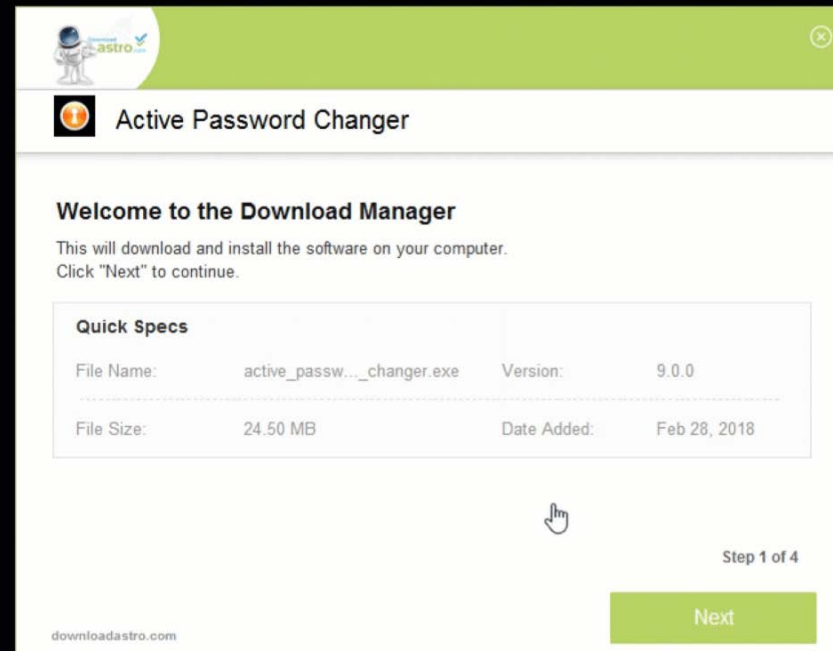 Download
astro.com
Active Password Changer
Welcome to the Download Manager
This will download and install the software on your computer.
Click "Next" to continue.
Quick Specs
File Name: active_passw..._changer.exe Version: 9.0.0
File Size: 24.50 MB Date Added: Feb 28, 2018
Step 1 of 4
Next
downloadastro.com